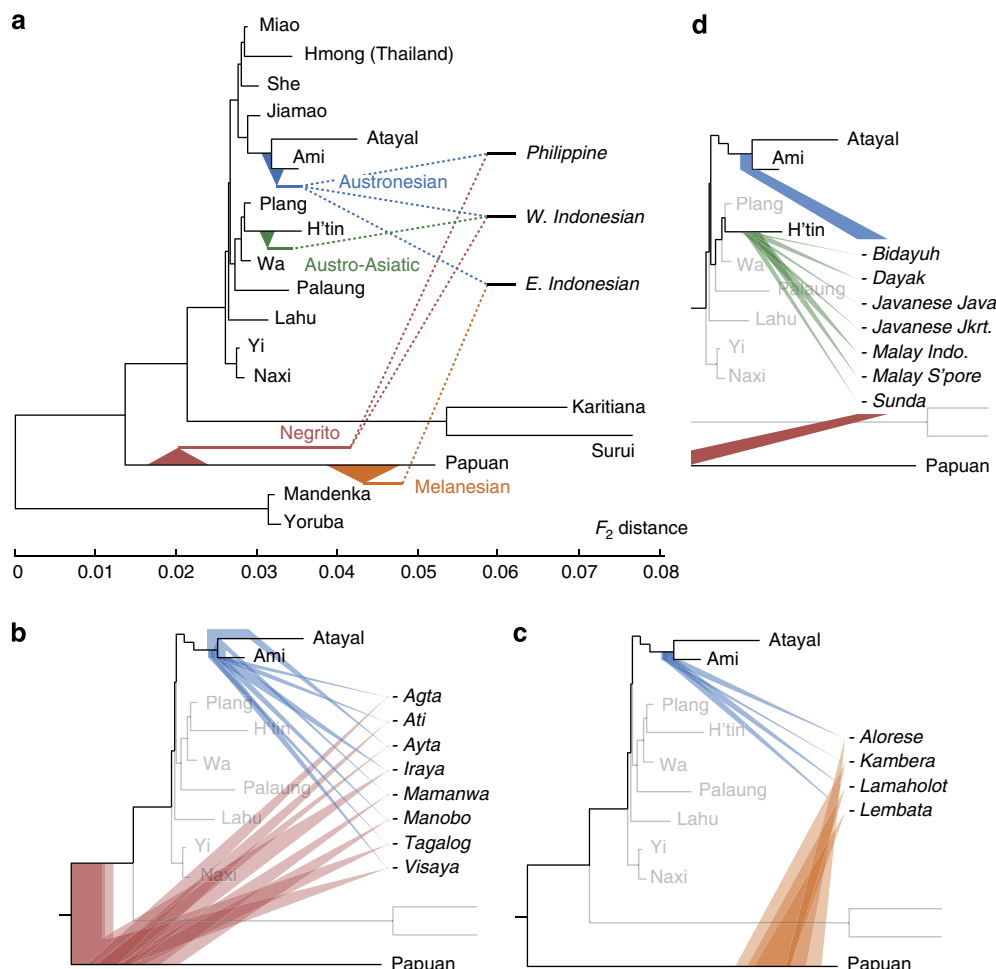 a
Miao
Hmong (Thailand)
She
Jiamao
Atayal
Ami
Austronesian
Plang
H'tin
Wa
Austro-Asiatic
Palaung
Lahu
Yi
Naxi
Karitiana
Surui
Negrito
Papuan
Melanesian
Mandenka
Yoruba
Philippine
W. Indonesian
E. Indonesian
F2 distance
0 0.01 0.02 0.03 0.04 0.05 0.06 0.07 0.08
d
Atayal
Ami
Plang
H'tin
Wa
Palaung
Lahu
Yi
Naxi
- Bidayuh
- Dayak
- Javanese Java
- Javanese Jkrt.
- Malay Indo.
- Malay S'pore
- Sunda
Papuan
b
Atayal
Ami
Plang
H'tin
Wa
Palaung
Lahu
Yi
Naxi
- Agta
- Ati
- Ayta
- Iraya
- Mamanwa
- Manobo
- Tagalog
- Visaya
Papuan
c
Atayal
Ami
Plang
H'tin
Wa
Palaung
Lahu
Yi
Naxi
- Alorese
- Kambera
- Lamaholot
- Lembata
Papuan